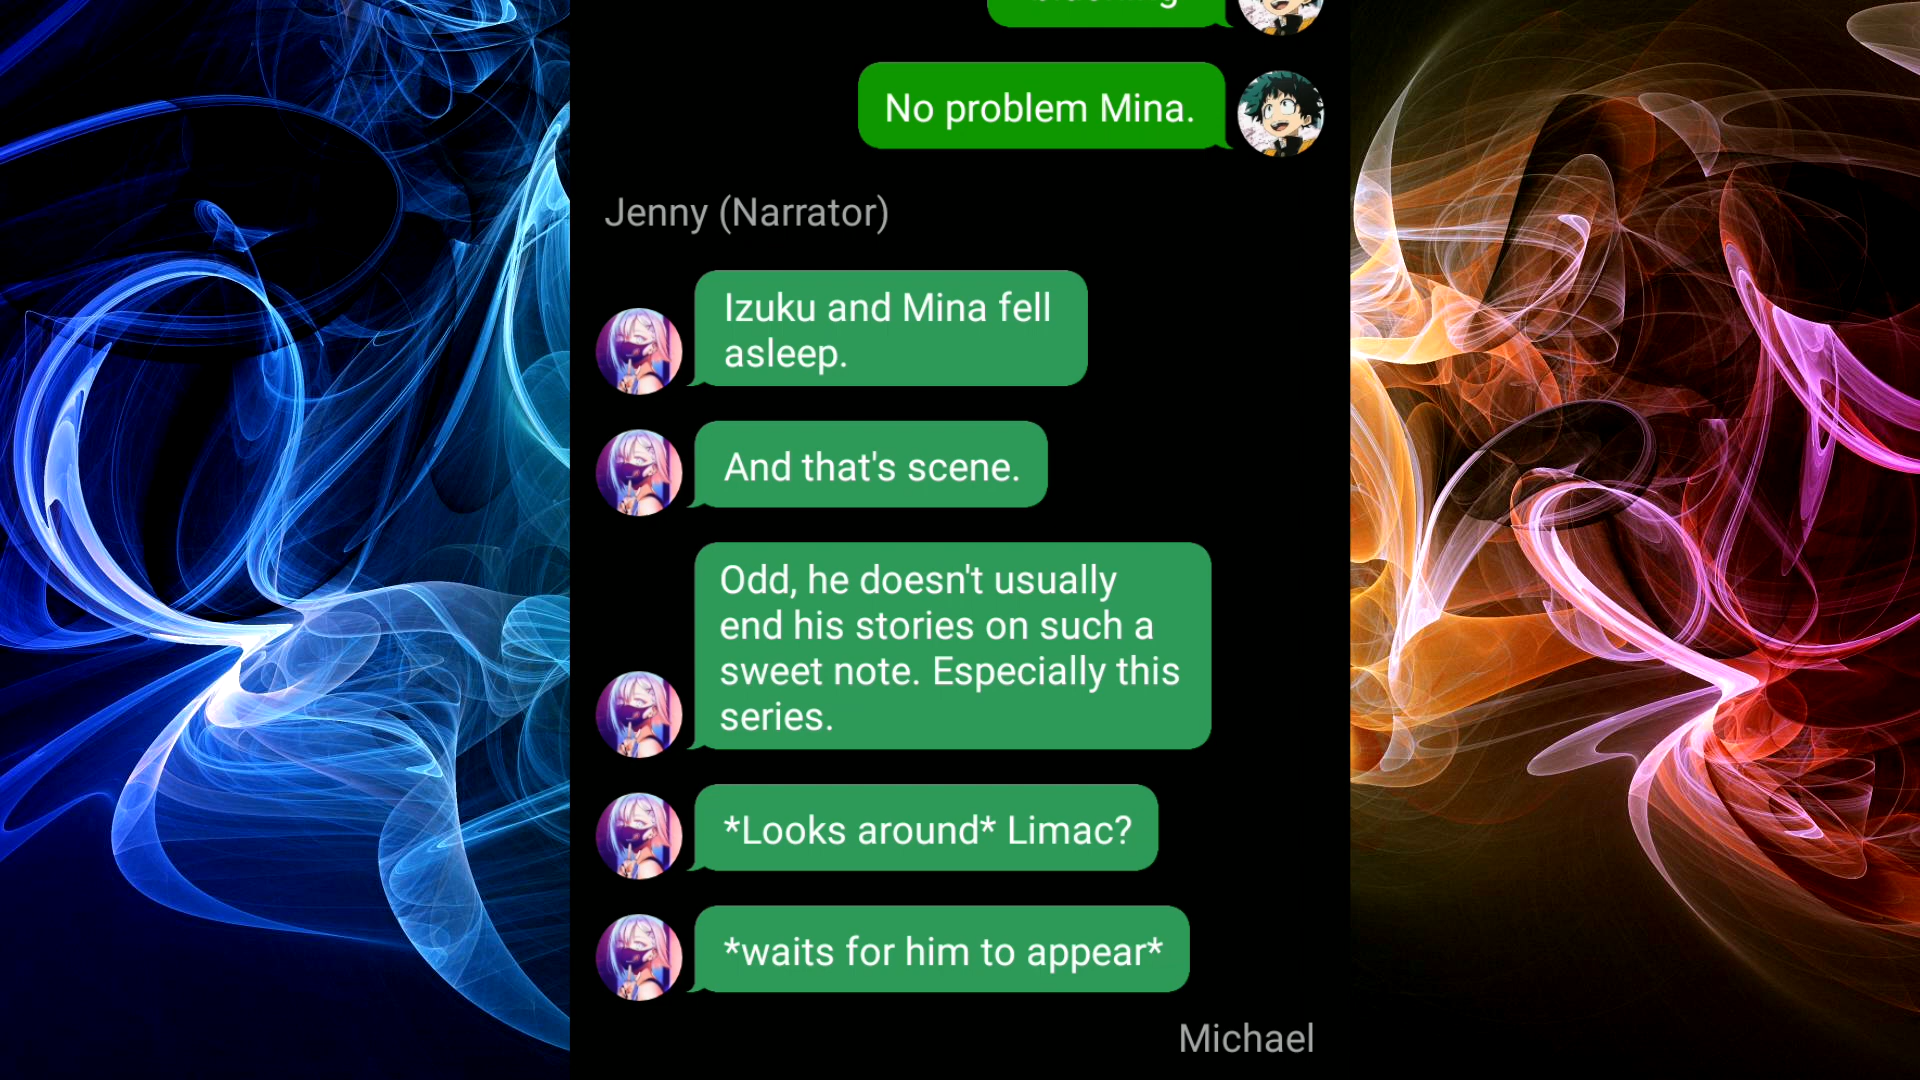 No problem Mina.
Jenny (Narrator)
Izuku and Mina fell
asleep.
And that's scene.
Odd, he doesn't usually
end his stories on such a
sweet note. Especially this
series.
*Looks around* Limac?
*waits for him to appear*
Michael